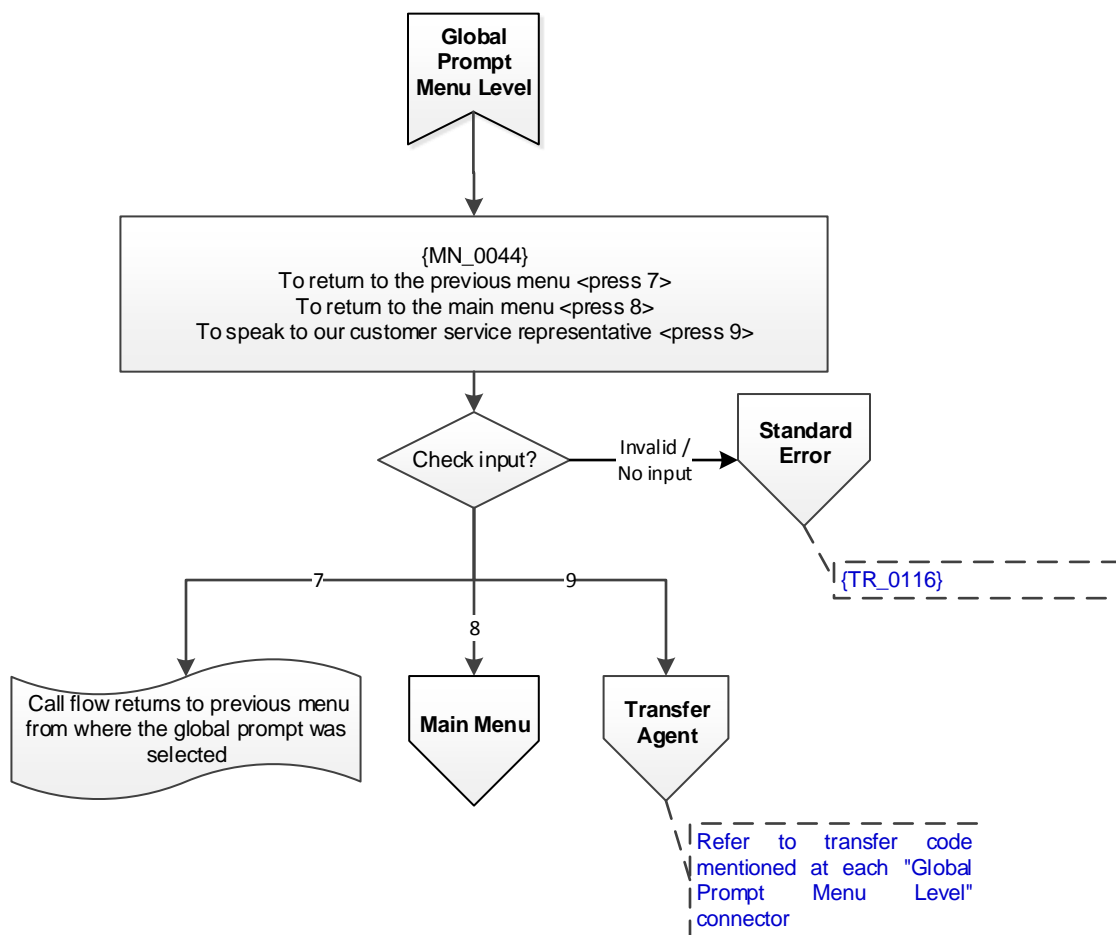 Global
Prompt
Menu Level
{MN_0044}
To return to the previous menu <press 7>
To return to the main menu <press 8>
To speak to our customer service representative <press 9>
Check input?
Invalid /
No input
Standard
Error
{TR_0116}
7
9
8
Call flow returns to previous menu
from where the global prompt was
selected
Main Menu
Transfer
Agent
Refer to transfer code
mentioned at each "Global
Prompt Menu Level"
connector